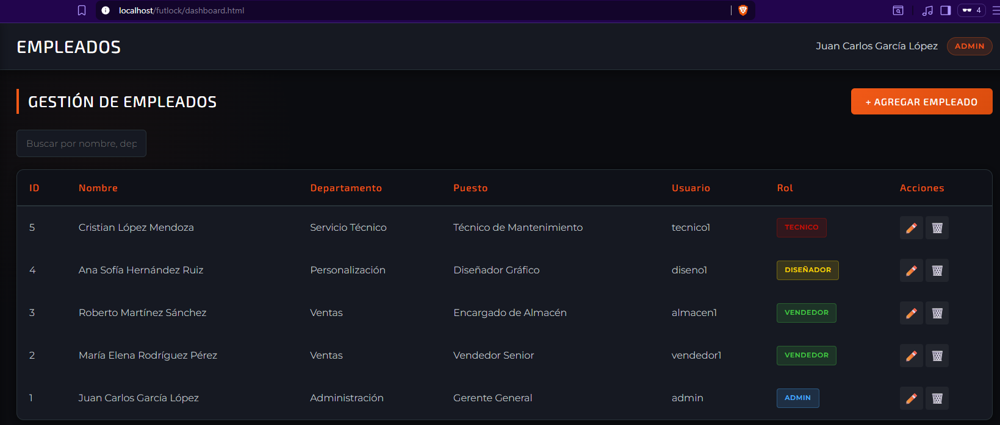 localhost/futlock/dashboard.html
4
EMPLEADOS
Juan Carlos García López ADMIN
GESTIÓN DE EMPLEADOS
+ AGREGAR EMPLEADO
Buscar por nombre, dep
ID Nombre Departamento Puesto Usuario Rol Acciones
5 Cristian López Mendoza Servicio Técnico Técnico de Mantenimiento tecnico1 TECNICO
4 Ana Sofía Hernández Ruiz Personalización Diseñador Gráfico diseno1 DISEÑADOR
3 Roberto Martínez Sánchez Ventas Encargado de Almacén almacen1 VENDEDOR
2 María Elena Rodríguez Pérez Ventas Vendedor Senior vendedor1 VENDEDOR
1 Juan Carlos García López Administración Gerente General admin ADMIN